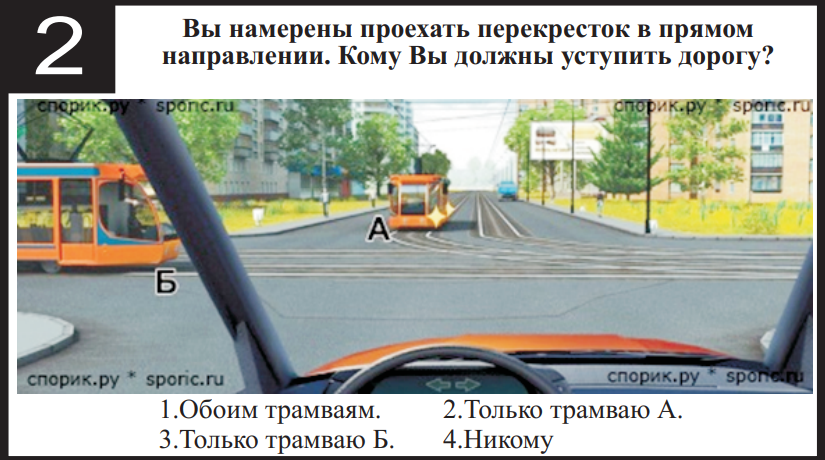 2
Вы намерены проехать перекресток в прямом
направлении. Кому Вы должны уступить дорогу?
спорик.ру * sporic.ru спорик.ру * sporic.ru
А
Б
спорик.ру * sporic.ru спорик.ру * sporic.ru
1.Обоим трамваям. 2.Только трамваю А.
3.Только трамваю Б. 4.Никому